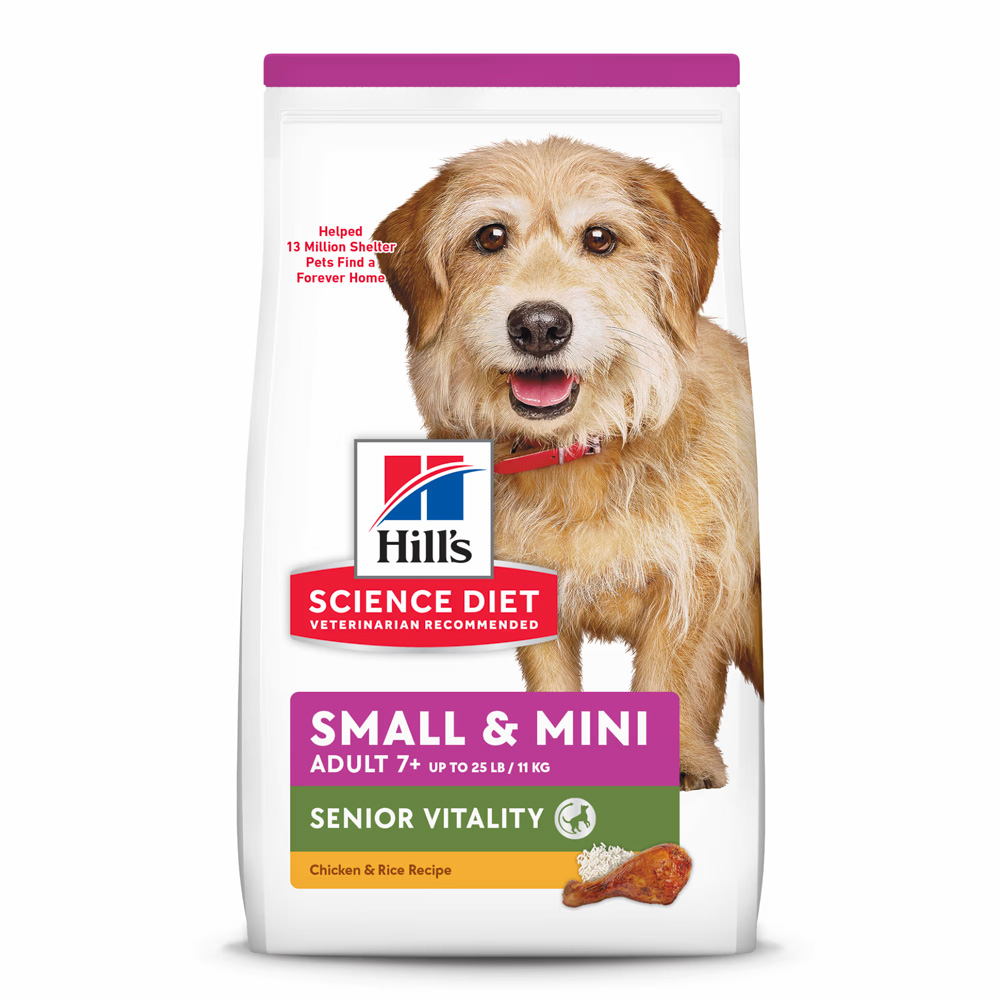 Helped
13 Million Shelter
Pets Find a
Forever Home
Hill's
SCIENCE DIET
VETERINARIAN RECOMMENDED
SMALL & MINI
ADULT 7+ UP TO 25 LB / 11 KG
SENIOR VITALITY
Chicken & Rice Recipe